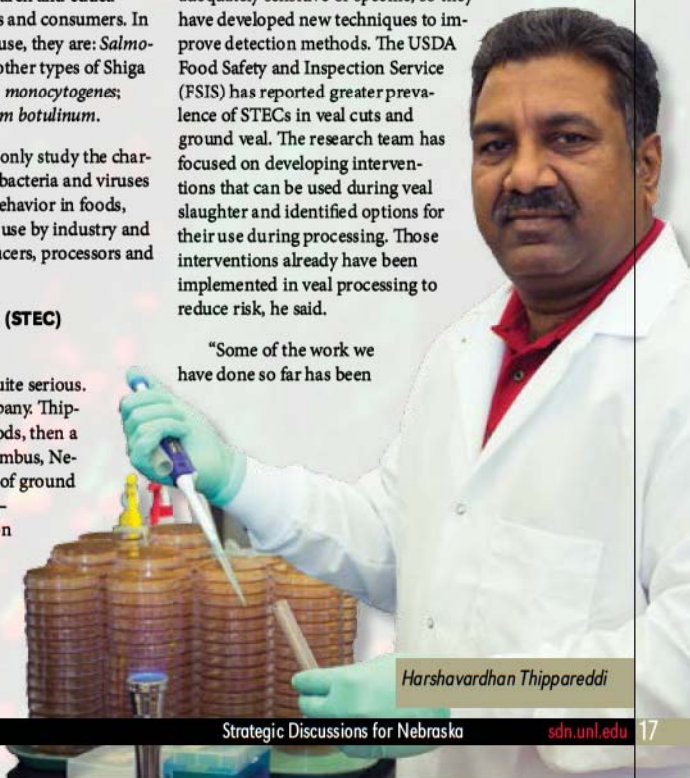 s and consumers. In
use, they are: Salmo-
other types of Shiga
monocytogenes;
m botulinum.
only study the char-
bacteria and viruses
ehavior in foods,
use by industry and
ucers, processors and
(STEC)
uite serious.
pany. Thip-
ods, then a
mbus, Ne-
of ground
–
n
have developed new techniques to im-
prove detection methods. The USDA
Food Safety and Inspection Service
(FSIS) has reported greater preva-
lence of STECs in veal cuts and
ground veal. The research team has
focused on developing interven-
tions that can be used during veal
slaughter and identified options for
their use during processing. Those
interventions already have been
implemented in veal processing to
reduce risk, he said.
“Some of the work we
have done so far has been
Harshavardhan Thippareddi
Strategic Discussions for Nebraska sdn.unl.edu 17